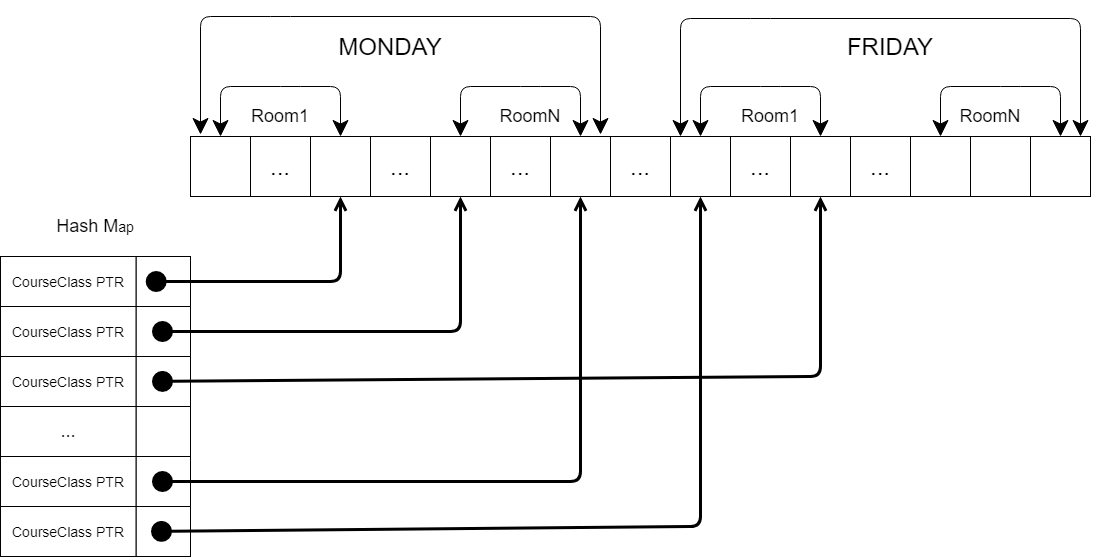 MONDAY FRIDAY
Room1 RoomN Room1 RoomN
... ... ... ... ... ...
Hash Map
CourseClass PTR
CourseClass PTR
CourseClass PTR
...
CourseClass PTR
CourseClass PTR